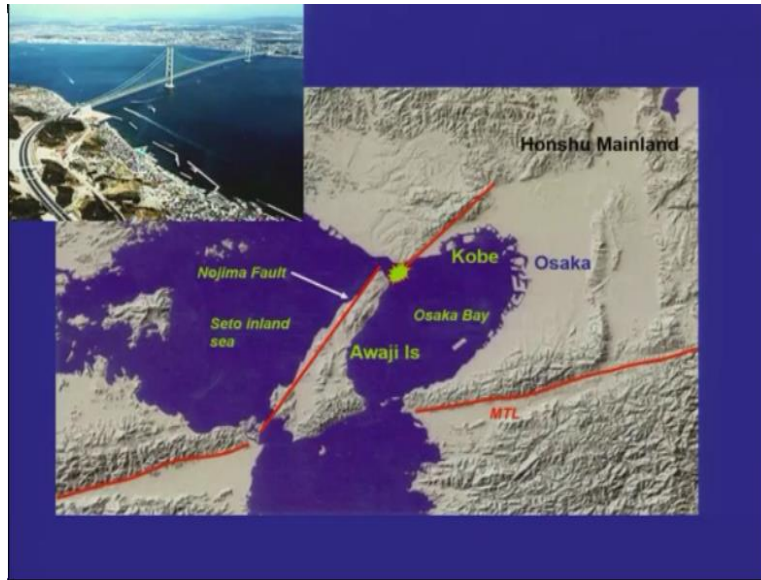 Honshu Mainland
Kobe
Osaka
Nojima Fault
Seto inland
sea
Osaka Bay
Awaji Is
MTL